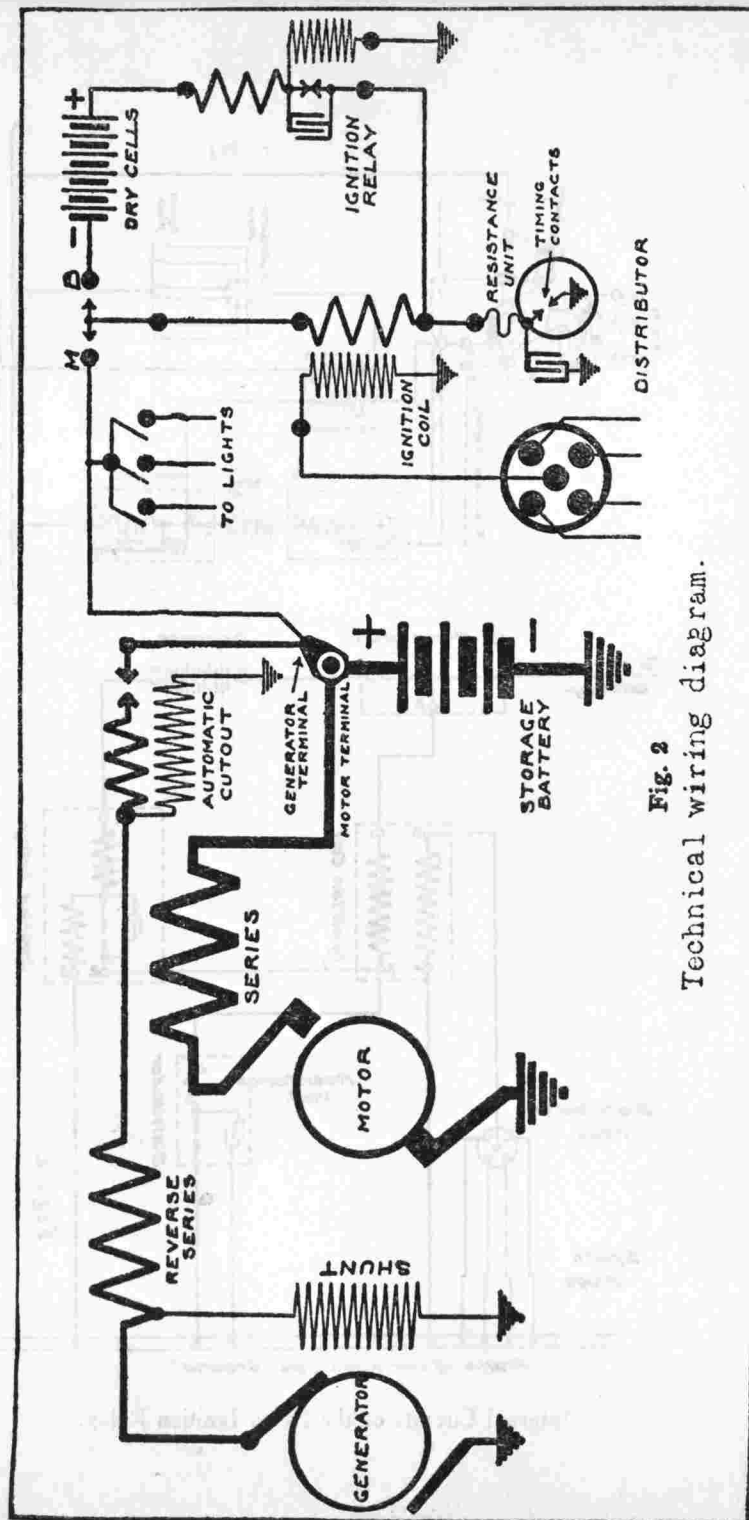 GENERATOR
SHUNT
REVERSE
SERIES
MOTOR
SERIES
AUTOMATIC
CUTOUT
GENERATOR
TERMINAL
MOTOR TERMINAL
+
−
STORAGE
BATTERY
TO LIGHTS
M
B
−
+
DRY CELLS
IGNITION
COIL
IGNITION
RELAY
RESISTANCE
UNIT
TIMING
CONTACTS
DISTRIBUTOR
Fig. 2
Technical wiring diagram.